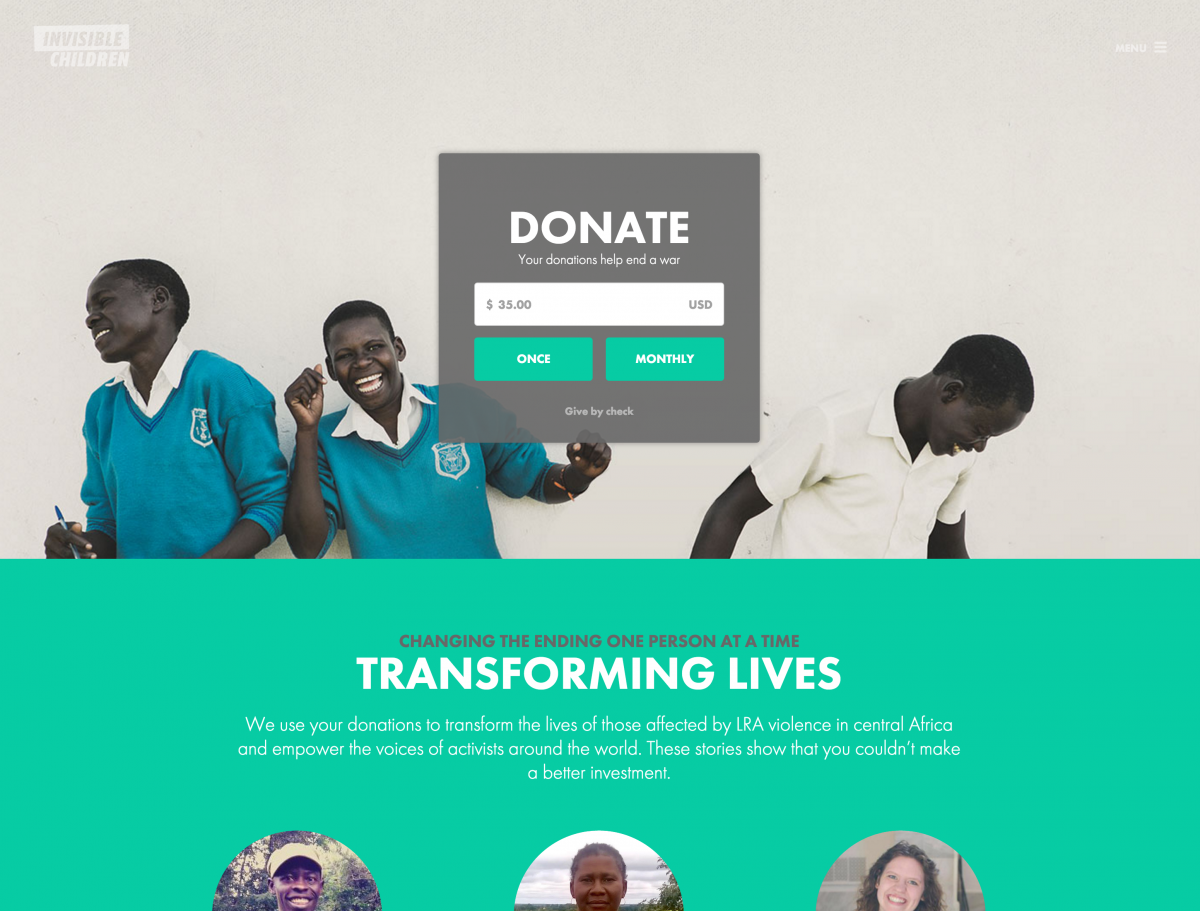 INVISIBLE
CHILDREN
MENU
DONATE
Your donations help end a war
$ 35.00 USD
ONCE MONTHLY
Give by check
CHANGING THE ENDING ONE PERSON AT A TIME
TRANSFORMING LIVES
We use your donations to transform the lives of those affected by LRA violence in central Africa
and empower the voices of activists around the world. These stories show that you couldn’t make
a better investment.